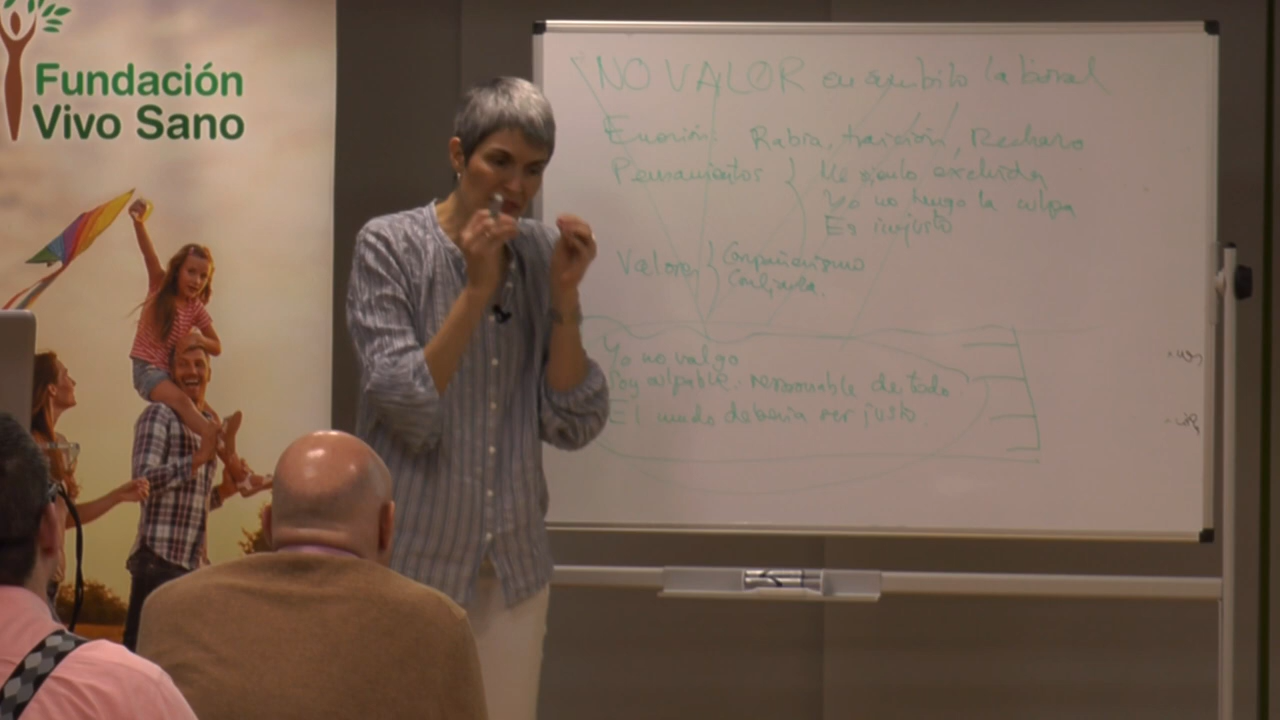 Fundación
Vivo Sano
NO VALOR en ámbito laboral
Emoción: Rabia, traición, Rechazo
Pensamientos } Me siento excluida
Yo no tengo la culpa
Es injusto
Valores } Compañerismo
Confianza.
Yo no valgo
Soy culpable. responsable de todo
El mundo debería ser justo